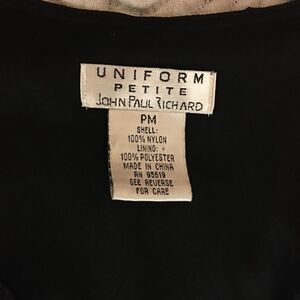 UNIFORM
PETITE
JOHN PAUL RICHARD
PM
SHELL:
100% NYLON
LINING:
100% POLYESTER
MADE IN CHINA
RN 95619
SEE REVERSE
FOR CARE